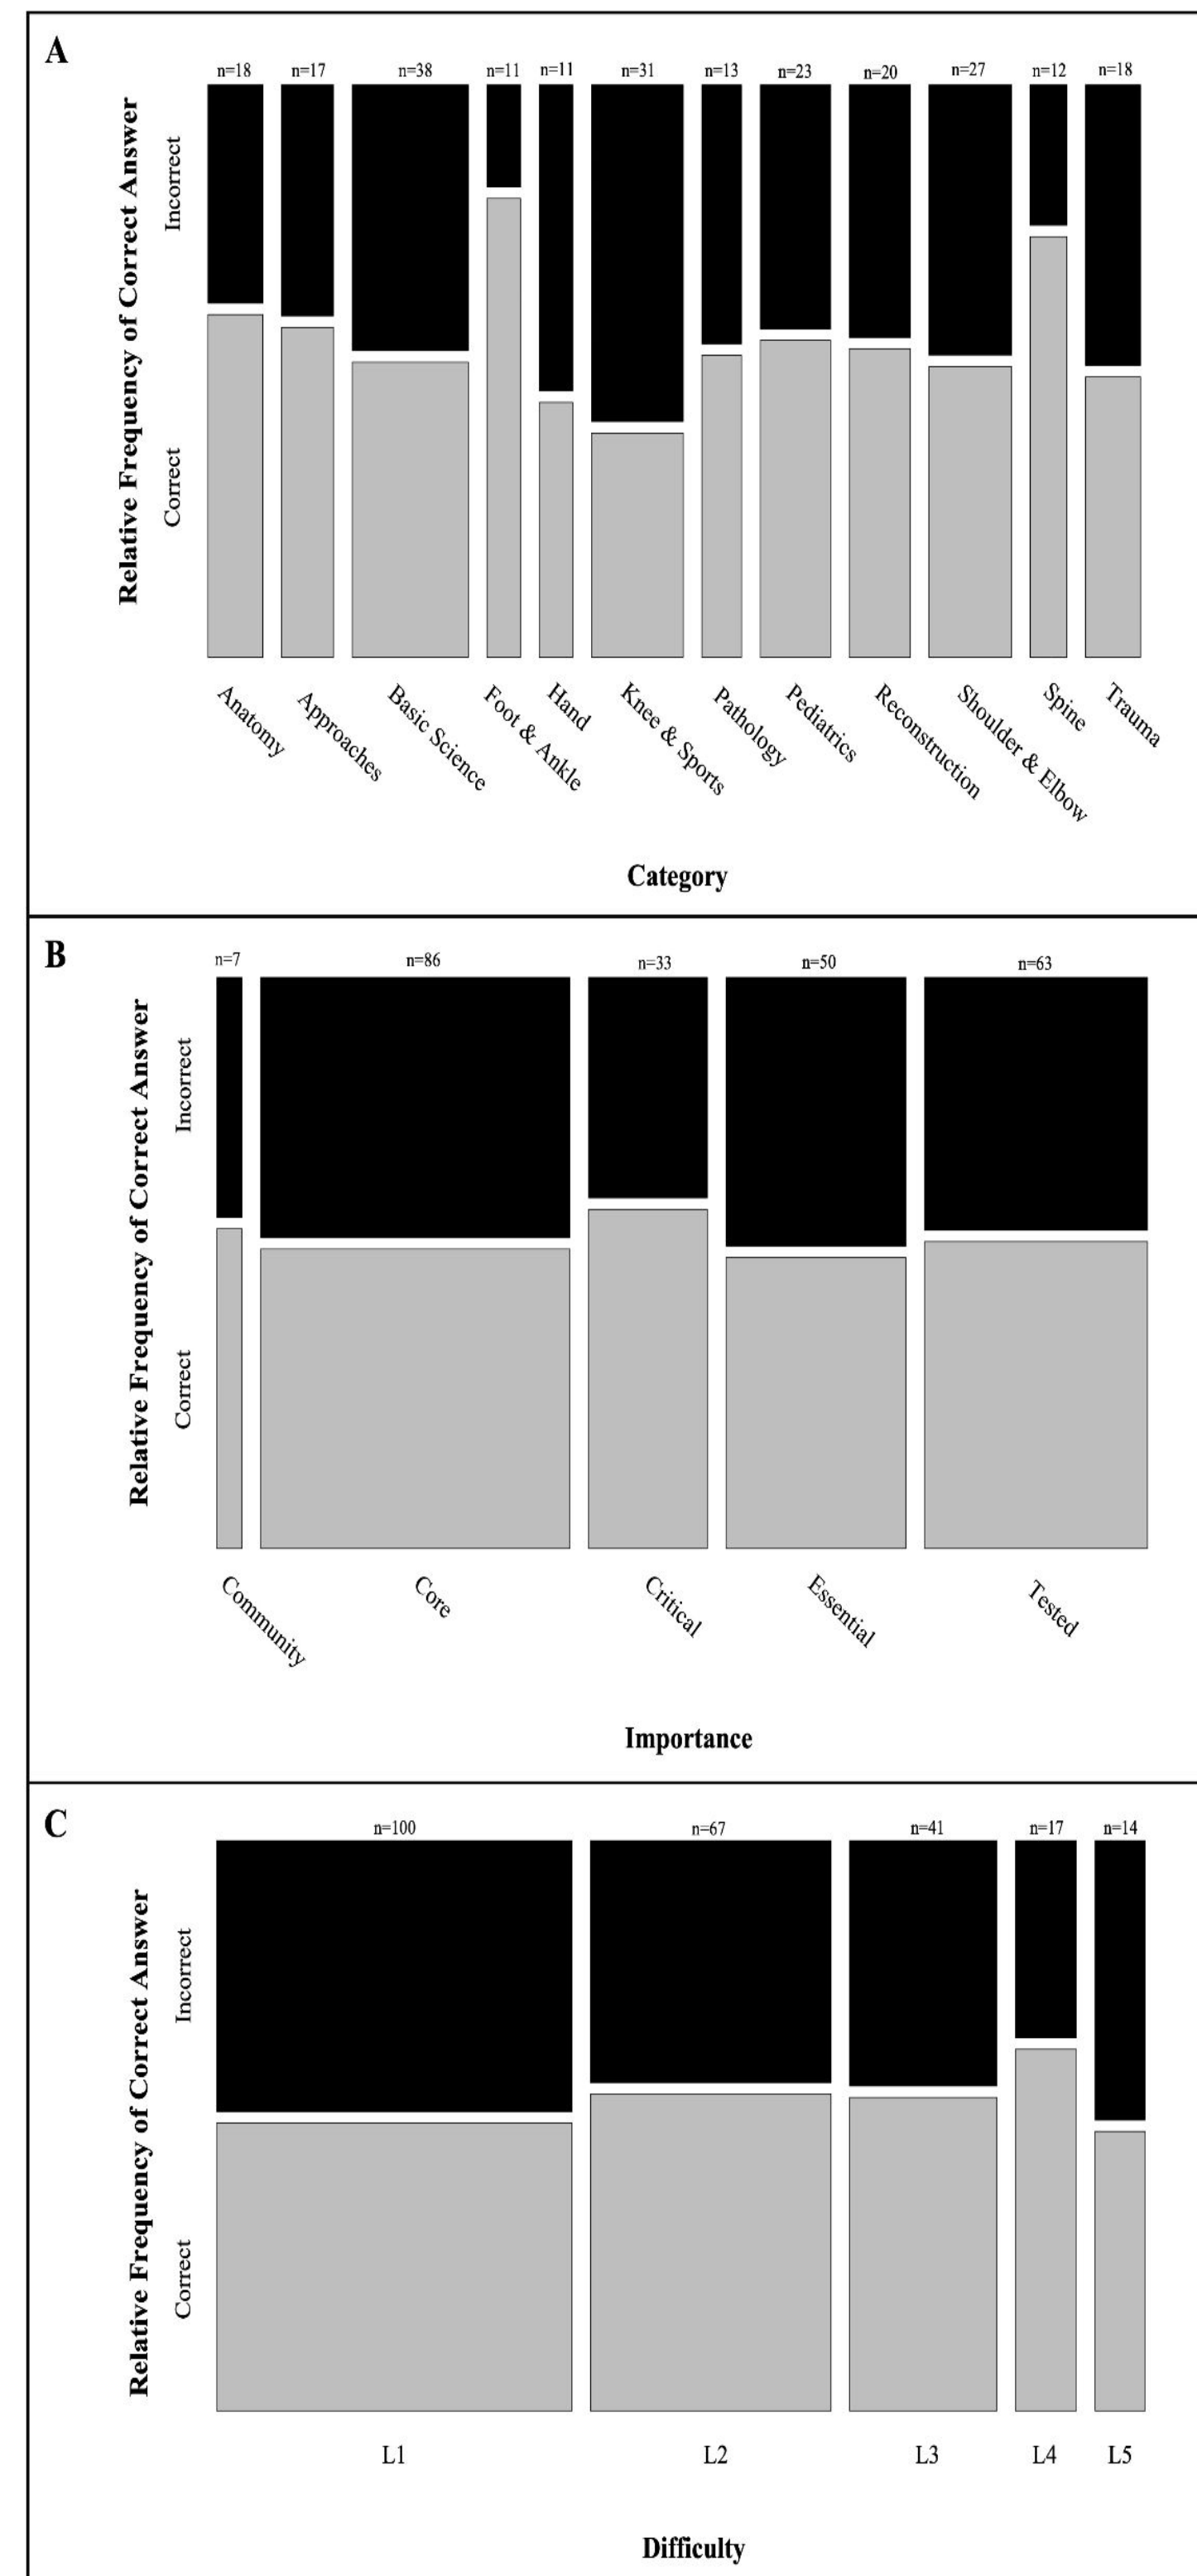 A
n=18 n=17 n=38 n=11 n=11 n=31 n=13 n=23 n=20 n=27 n=12 n=18
Relative Frequency of Correct Answer
Incorrect
Correct
Anatomy Approaches Basic Science Foot & Ankle Hand Knee & Sports Pathology Pediatrics Reconstruction Shoulder & Elbow Spine Trauma
Category
B
n=7 n=86 n=33 n=50 n=63
Relative Frequency of Correct Answer
Incorrect
Correct
Community Core Critical Essential Tested
Importance
C
n=100 n=67 n=41 n=17 n=14
Relative Frequency of Correct Answer
Incorrect
Correct
L1 L2 L3 L4 L5
Difficulty